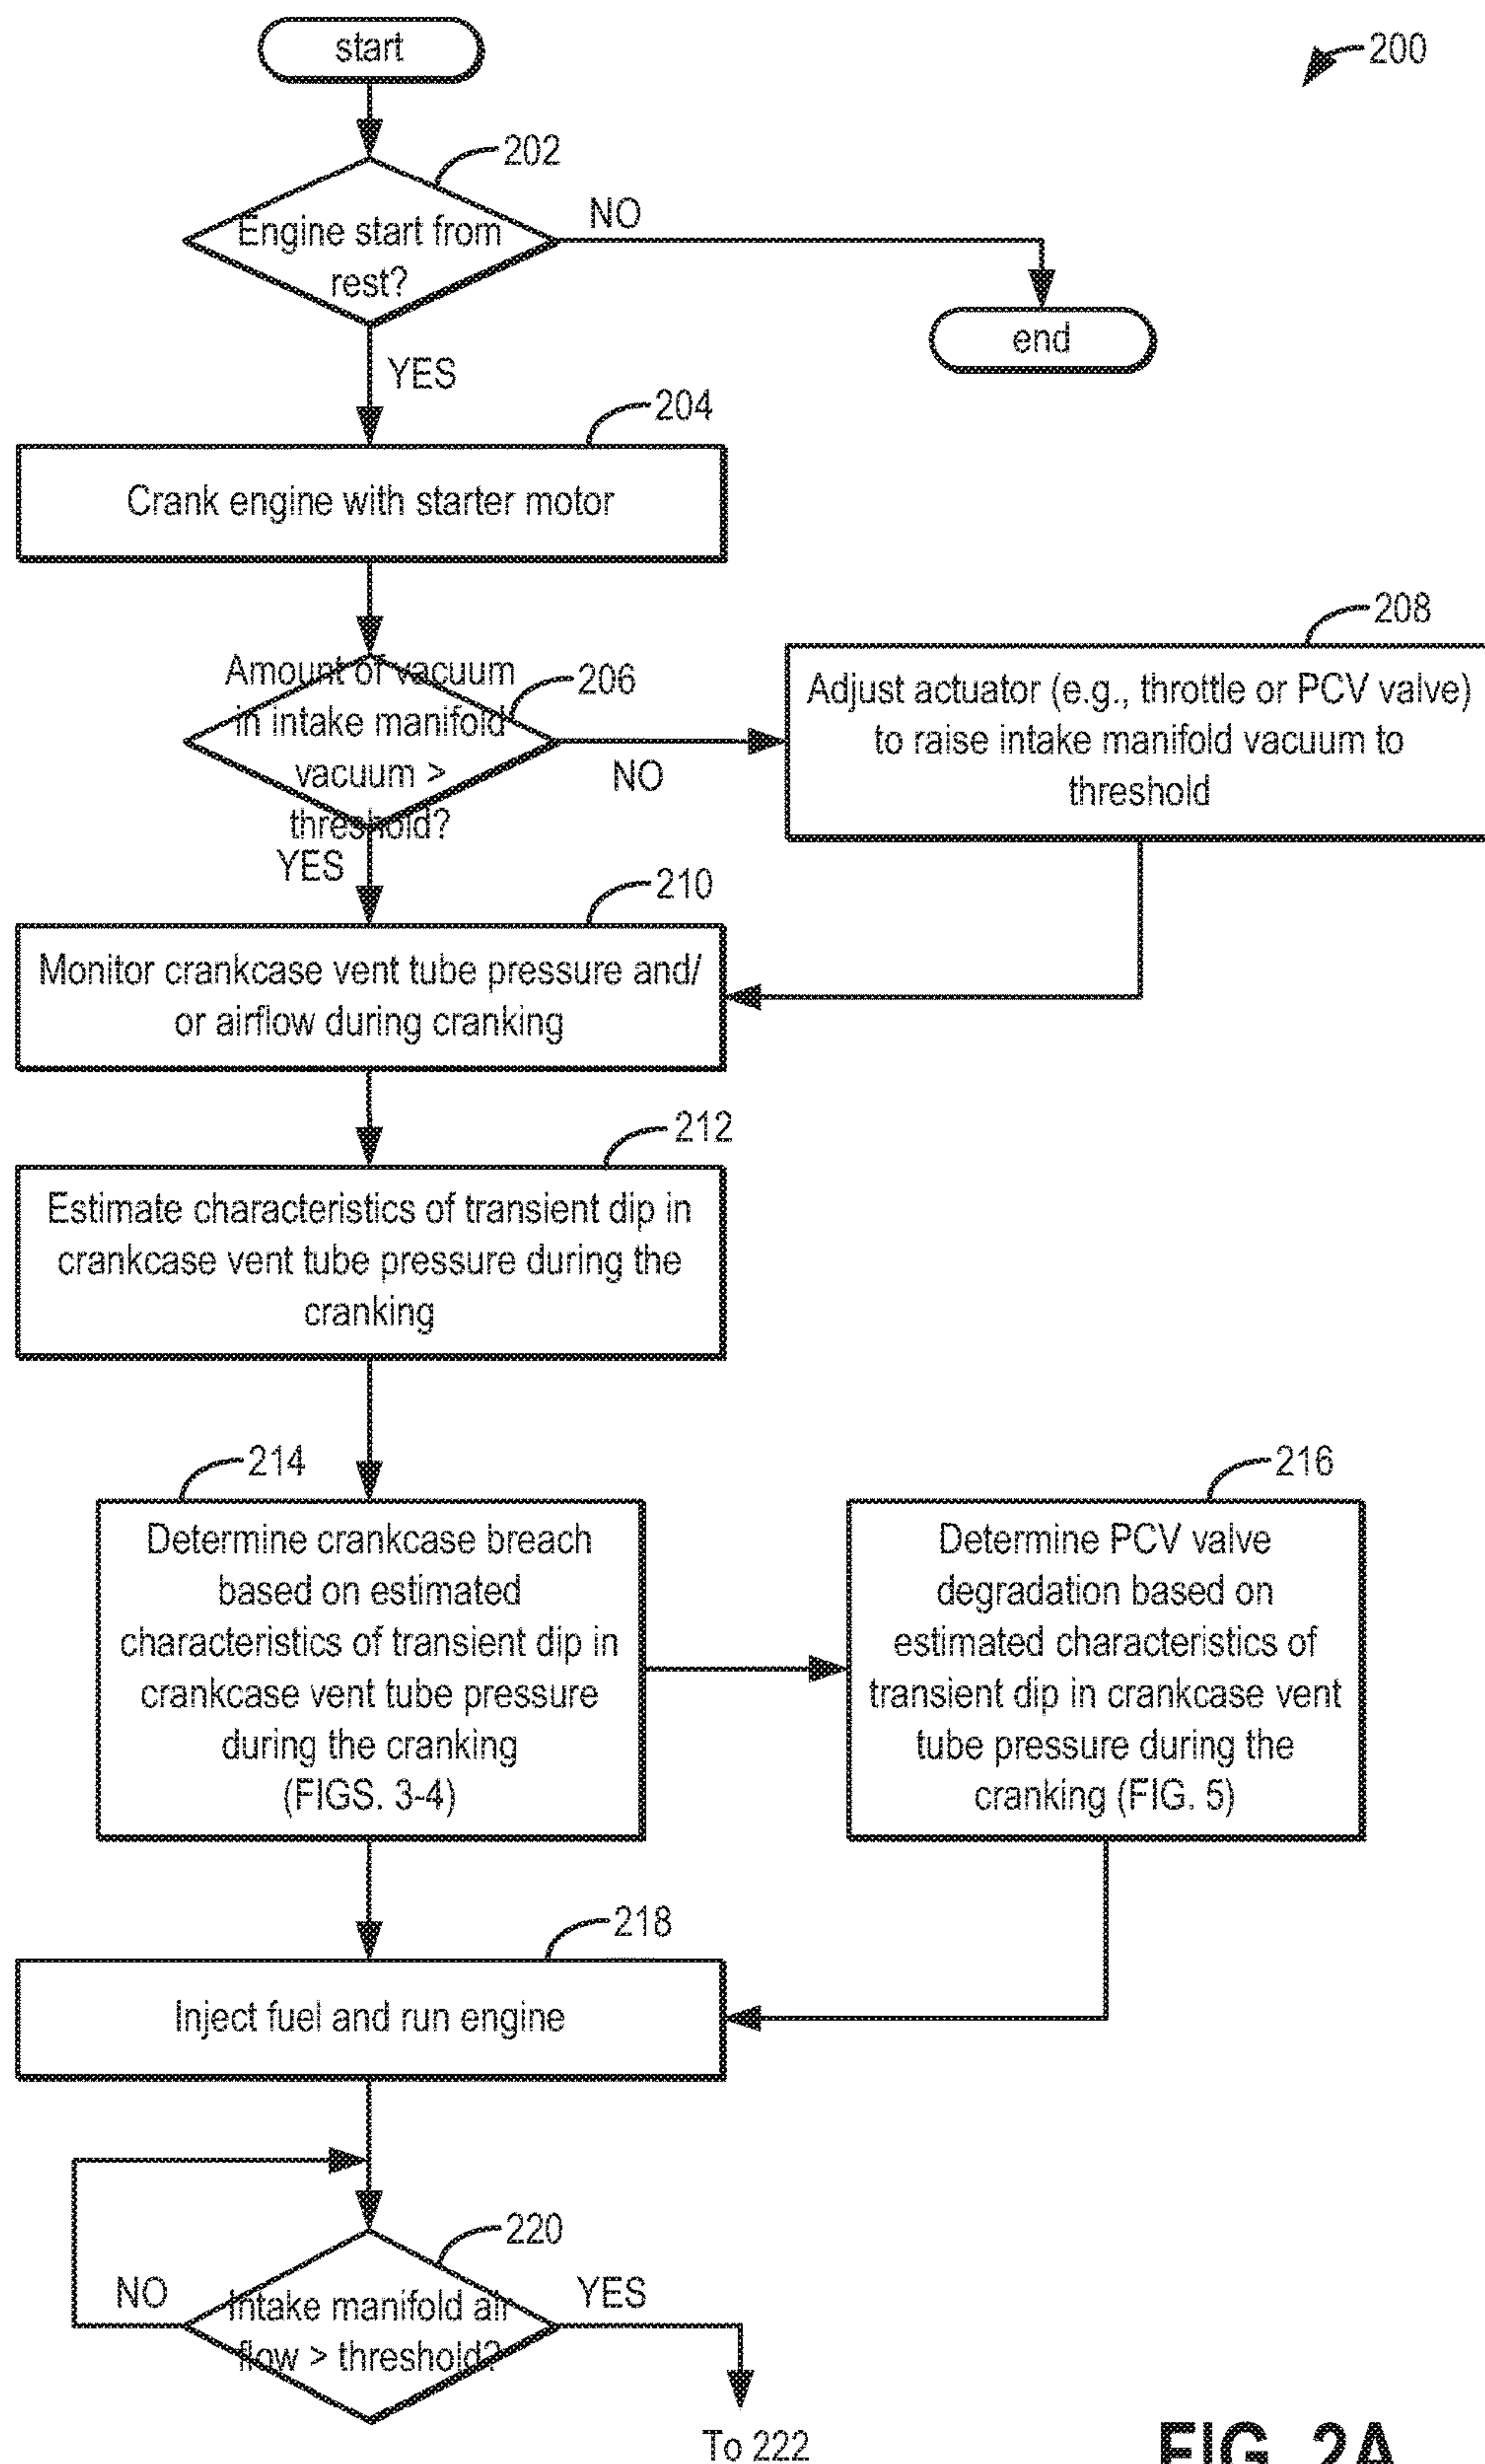 start
200
202
Engine start from
rest?
NO
end
YES
204
Crank engine with starter motor
208
Amount of vacuum
in intake manifold
vacuum >
threshold?
206
NO
Adjust actuator (e.g., throttle or PCV valve)
to raise intake manifold vacuum to
threshold
YES
210
Monitor crankcase vent tube pressure and/
or airflow during cranking
212
Estimate characteristics of transient dip in
crankcase vent tube pressure during the
cranking
214
Determine crankcase breach
based on estimated
characteristics of transient dip in
crankcase vent tube pressure
during the cranking
(FIGS. 3-4)
216
Determine PCV valve
degradation based on
estimated characteristics of
transient dip in crankcase vent
tube pressure during the
cranking (FIG. 5)
218
Inject fuel and run engine
220
NO
Intake manifold air
flow > threshold?
YES
To 222
FIG. 2A